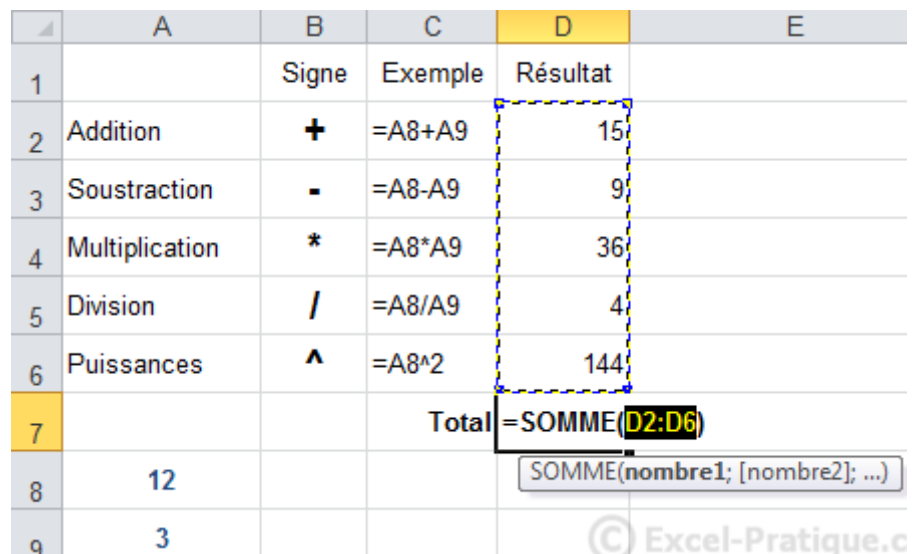 A B C D E
1 Signe Exemple Résultat
2 Addition + =A8+A9 15
3 Soustraction - =A8-A9 9
4 Multiplication * =A8*A9 36
5 Division / =A8/A9 4
6 Puissances ^ =A8^2 144
7 Total =SOMME(D2:D6)
SOMME(nombre1; [nombre2]; ...)
8 12
9 3
© Excel-Pratique.c